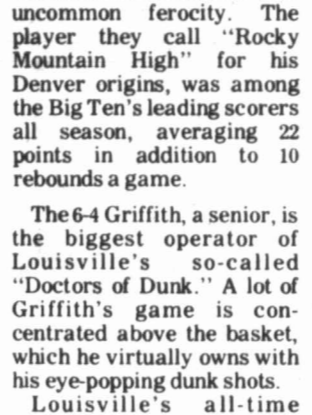 uncommon ferocity. The
player they call "Rocky
Mountain High" for his
Denver origins, was among
the Big Ten's leading scorers
all season, averaging 22
points in addition to 10
rebounds a game.
The 6-4 Griffith, a senior, is
the biggest operator of
Louisville's so-called
"Doctors of Dunk." A lot of
Griffith's game is con-
centrated above the basket,
which he virtually owns with
his eye-popping dunk shots.
Louisville's all-time